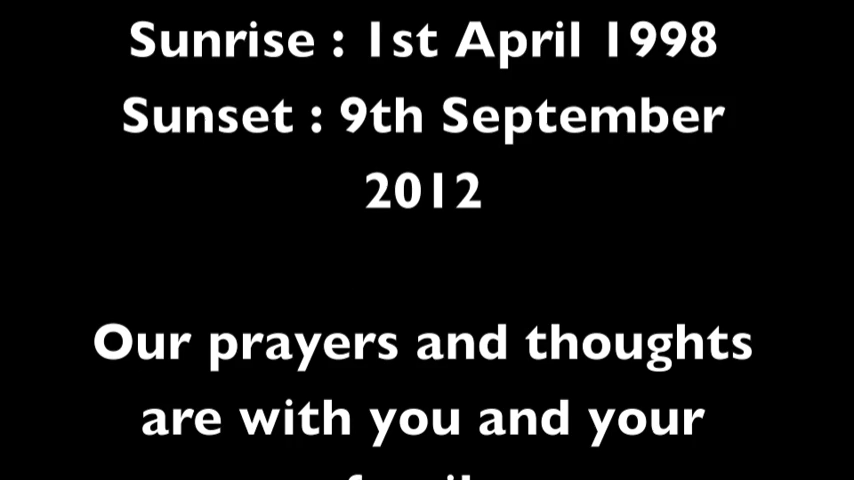 Sunrise : 1st April 1998
Sunset : 9th September
2012
Our prayers and thoughts
are with you and your